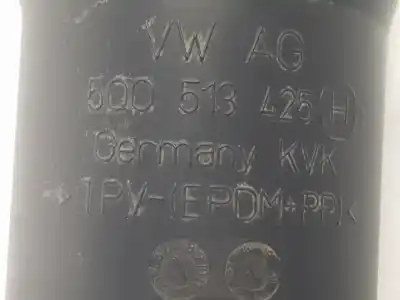 VW AG
5Q0 513 425 H
Germany KVK
>TPV-(EPDM+PP)<